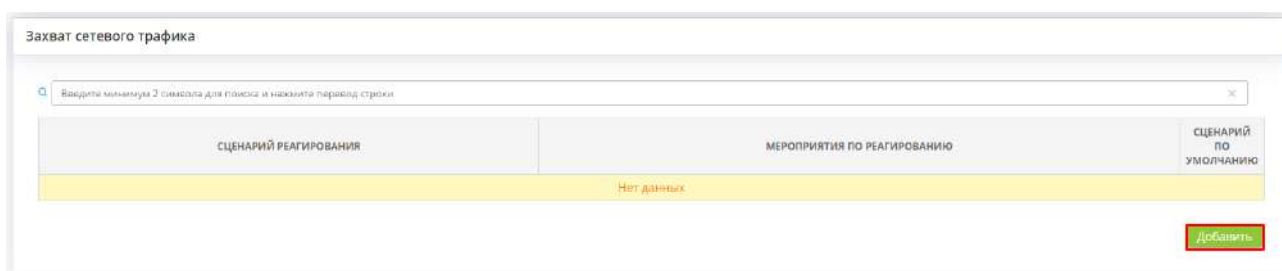 Захват сетевого трафика
Введите минимум 2 символа для поиска и нажмите перевод строки
СЦЕНАРИЙ РЕАГИРОВАНИЯ
МЕРОПРИЯТИЯ ПО РЕАГИРОВАНИЮ
СЦЕНАРИЙ
ПО
УМОЛЧАНИЮ
Нет данных
Добавить